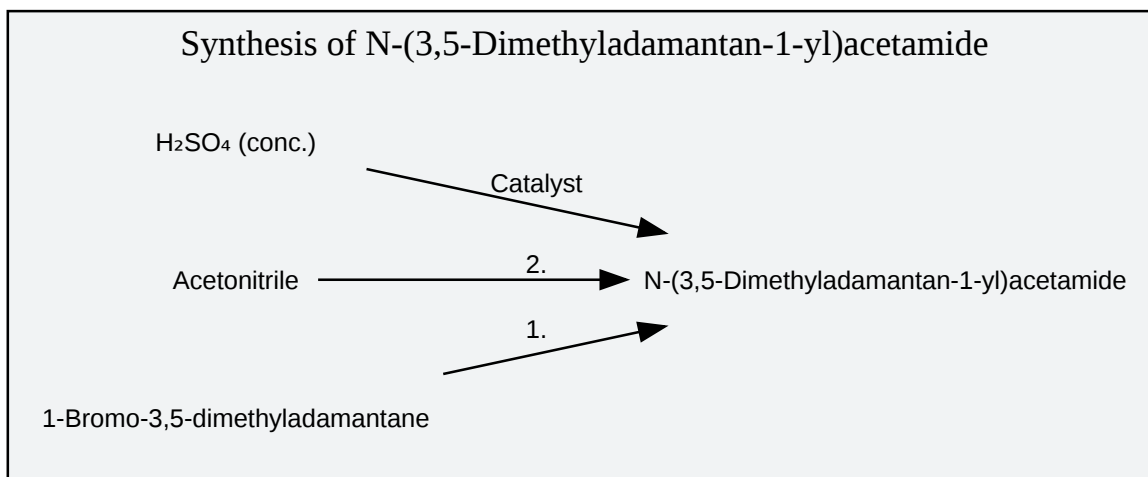 Synthesis of N-(3,5-Dimethyladamantan-1-yl)acetamide
H₂SO₄ (conc.)
Catalyst
2.
Acetonitrile
N-(3,5-Dimethyladamantan-1-yl)acetamide
1.
1-Bromo-3,5-dimethyladamantane